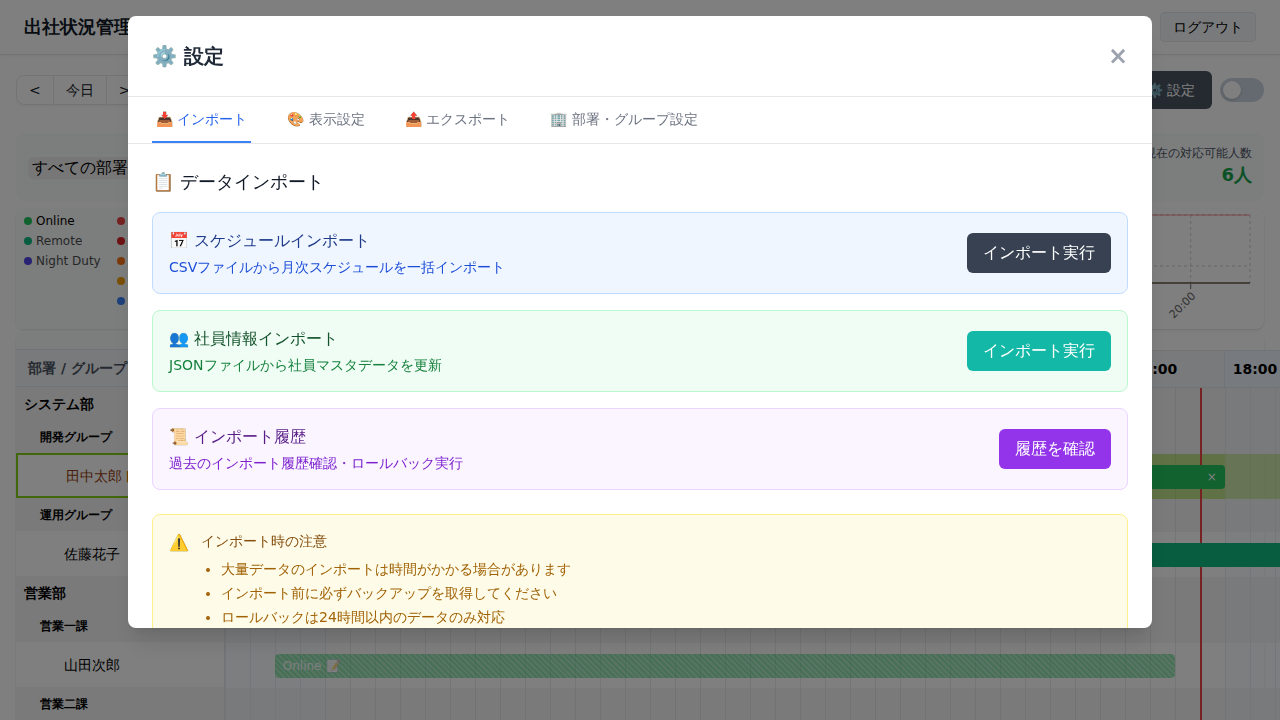 出社状況管理
ログアウト
<
今日
>
⚙️ 設定
すべての部署
現在の対応可能人数
6人
Online
Remote
Night Duty
20:00
部署 / グループ
:00
18:00
システム部
開発グループ
田中太郎
×
運用グループ
佐藤花子
営業部
営業一課
山田次郎
Online 📝
営業二課
⚙️ 設定
×
📥 インポート
🎨 表示設定
📤 エクスポート
🏢 部署・グループ設定
📋 データインポート
📅 スケジュールインポート
CSVファイルから月次スケジュールを一括インポート
インポート実行
👥 社員情報インポート
JSONファイルから社員マスタデータを更新
インポート実行
📜 インポート履歴
過去のインポート履歴確認・ロールバック実行
履歴を確認
⚠️ インポート時の注意
• 大量データのインポートは時間がかかる場合があります
• インポート前に必ずバックアップを取得してください
• ロールバックは24時間以内のデータのみ対応